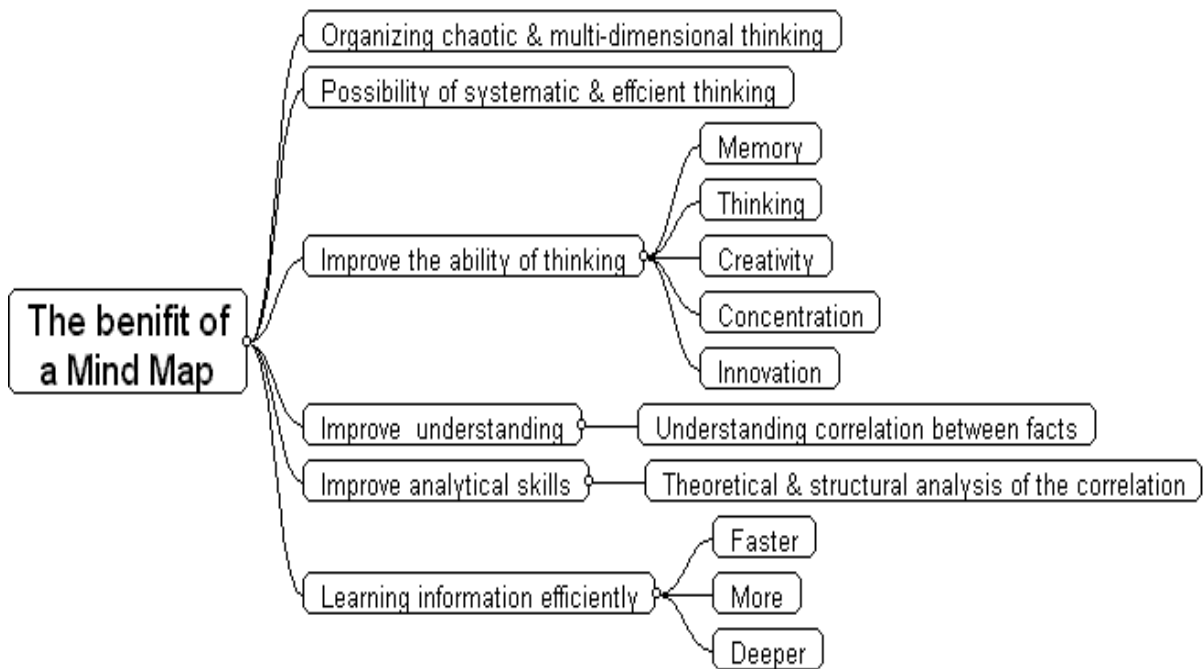 Organizing chaotic & multi-dimensional thinking
Possibility of systematic & effcient thinking
Memory
Thinking
Improve the ability of thinking
Creativity
Concentration
Innovation
The benifit of
a Mind Map
Improve understanding
Understanding correlation between facts
Improve analytical skills
Theoretical & structural analysis of the correlation
Faster
Learning information efficiently
More
Deeper